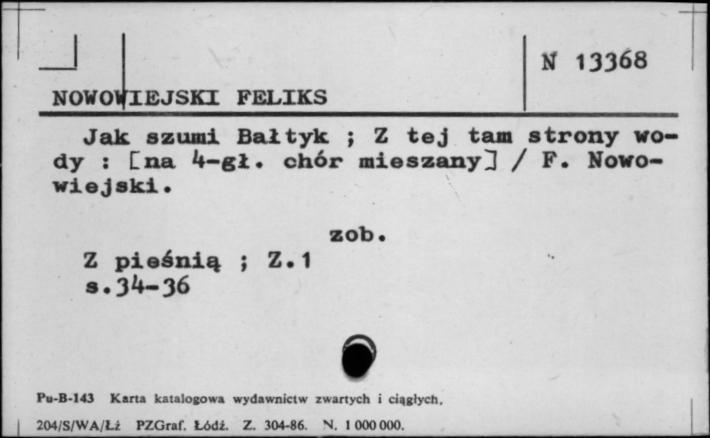 N 13368
NOWOWIEJSKI FELIKS
Jak szumi Bałtyk ; Z tej tam strony wo-
dy : [na 4-gł. chór mieszany] / F. Nowo-
wiejski.
zob.
Z pieśnią ; Z.1
s.34-36
Pu-B-143 Karta katalogowa wydawnictw zwartych i ciągłych.
204/S/WA/Łż PZGraf. Łódź. Z. 304-86. N. 1 000 000.